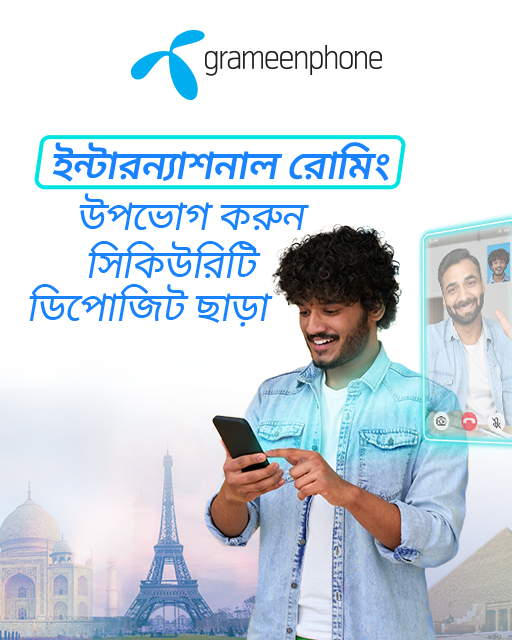 grameenphone
ইন্টারন্যাশনাল রোমিং
উপভোগ করুন
সিকিউরিটি
ডিপোজিট ছাড়া